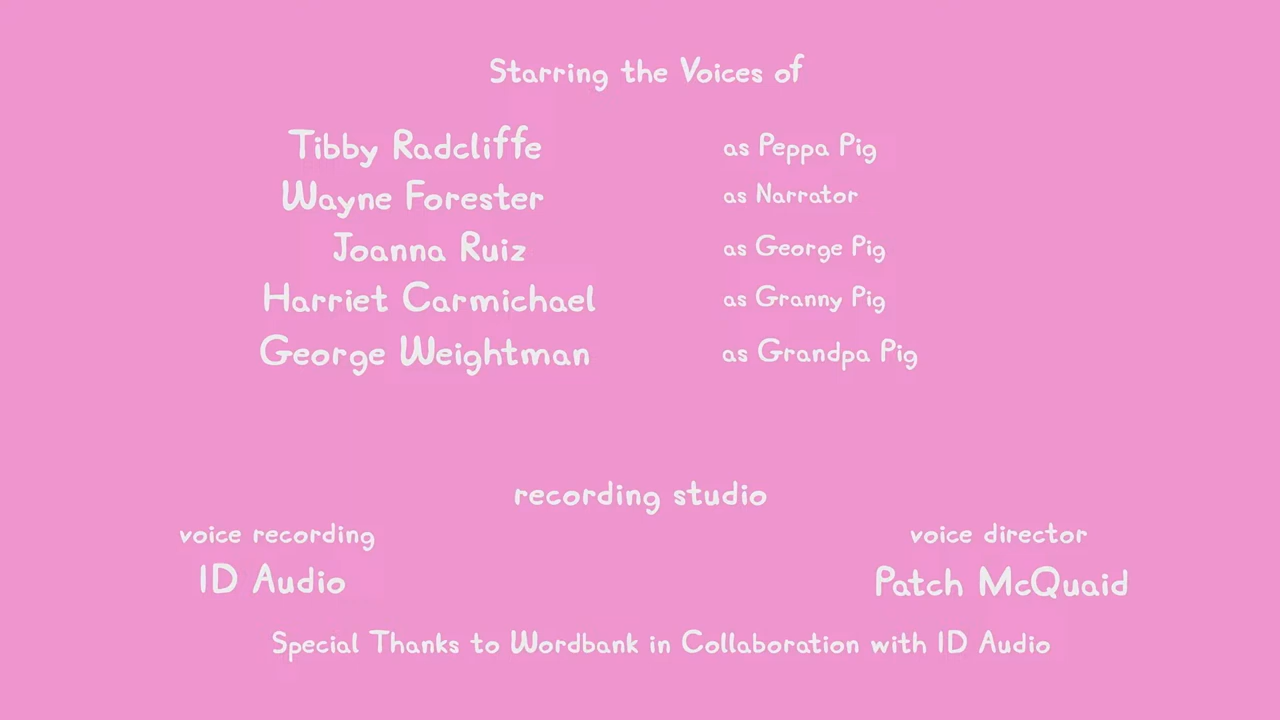 Starring the Voices of
Tibby Radcliffe as Peppa Pig
Wayne Forester as Narrator
Joanna Ruiz as George Pig
Harriet Carmichael as Granny Pig
George Weightman as Grandpa Pig
recording studio
voice recording
ID Audio
voice director
Patch McQuaid
Special Thanks to Wordbank in Collaboration with ID Audio